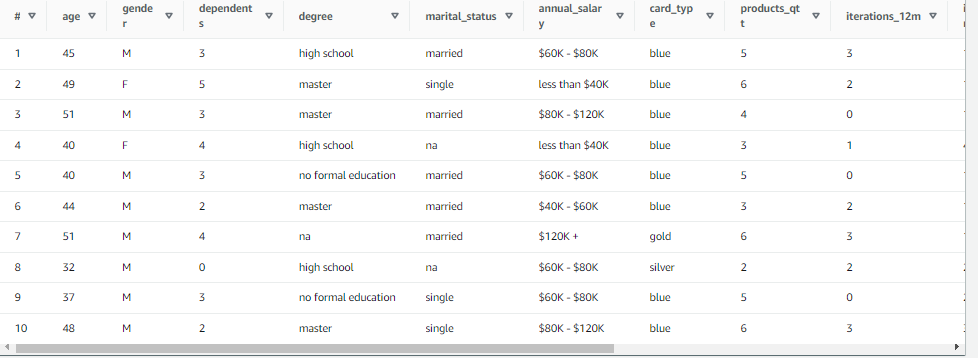 # age gender dependents degree marital_status annual_salary card_type products_qtt iterations_12m
1 45 M 3 high school married $60K - $80K blue 5 3
2 49 F 5 master single less than $40K blue 6 2
3 51 M 3 master married $80K - $120K blue 4 0
4 40 F 4 high school na less than $40K blue 3 1
5 40 M 3 no formal education married $60K - $80K blue 5 0
6 44 M 2 master married $40K - $60K blue 3 2
7 51 M 4 na married $120K + gold 6 3
8 32 M 0 high school na $60K - $80K silver 2 2
9 37 M 3 no formal education single $60K - $80K blue 5 0
10 48 M 2 master single $80K - $120K blue 6 3